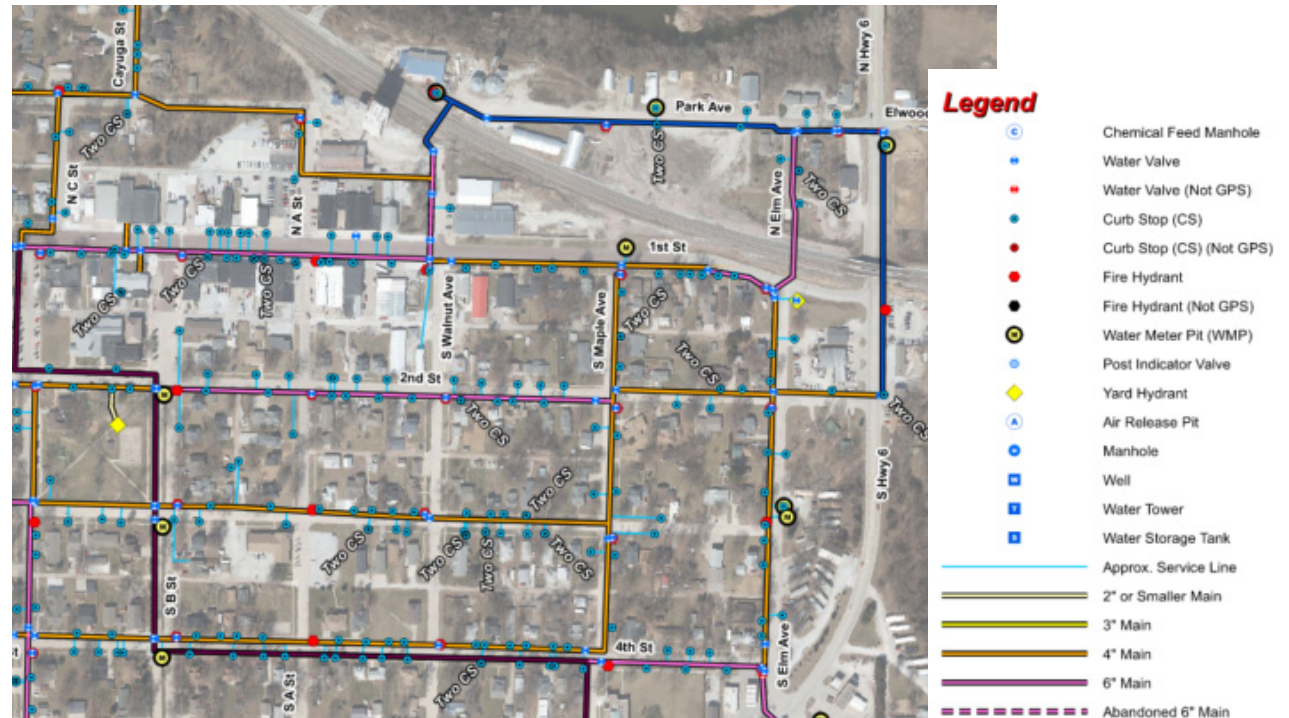 Cayuga St
N Hwy 6
Park Ave
Elwood
Two CS
Two CS
Two CS
N C St
N A St
N Elm Ave
1st St
Two CS
Two CS
Two CS
Two CS
S Walnut Ave
S Maple Ave
Two CS
2nd St
Two CS
Two CS
S Hwy 6
Two CS
Two CS
Two CS
Two CS
Two CS
S B St
4th St
S Elm Ave
St
S A St
Two CS
Legend
C Chemical Feed Manhole
Water Valve
Water Valve (Not GPS)
Curb Stop (CS)
Curb Stop (CS) (Not GPS)
Fire Hydrant
Fire Hydrant (Not GPS)
M Water Meter Pit (WMP)
Post Indicator Valve
Yard Hydrant
A Air Release Pit
Manhole
W Well
T Water Tower
S Water Storage Tank
Approx. Service Line
2" or Smaller Main
3" Main
4" Main
6" Main
Abandoned 6" Main